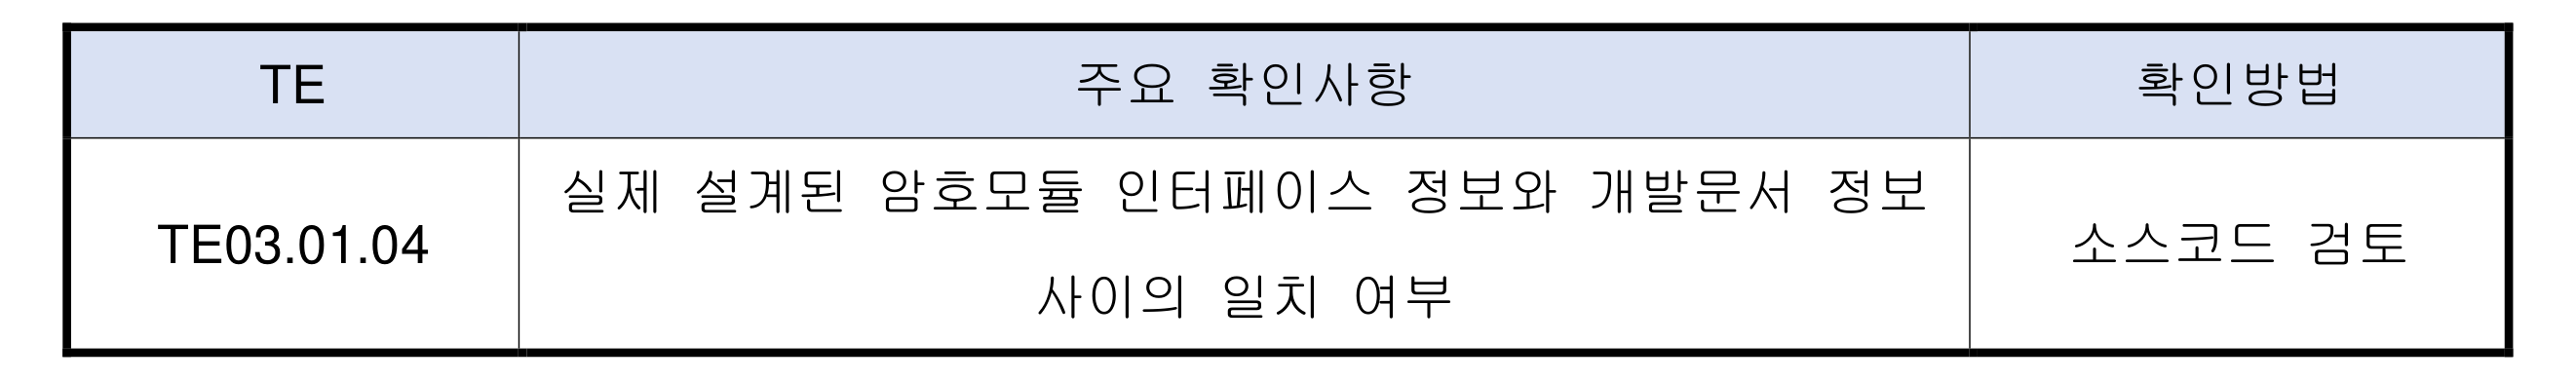 TE 주요 확인사항 확인방법
실제 설계된 암호모듈 인터페이스 정보와 개발문서 정보
TE03.01.04 소스코드 검토
사이의 일치 여부